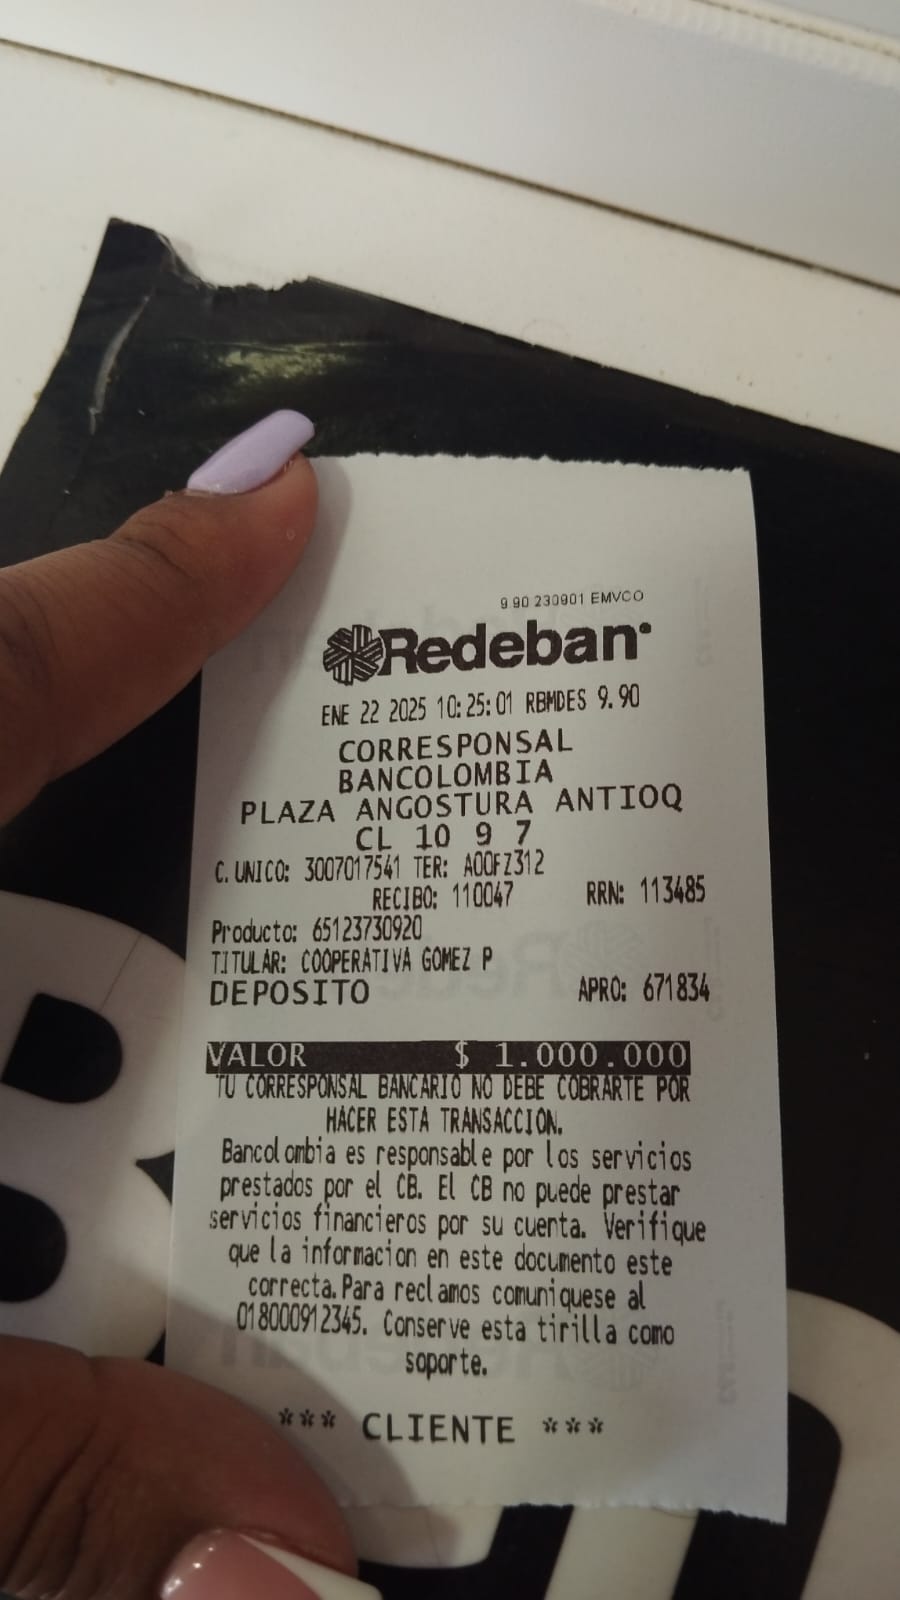 9.90 230901 EMVCO
Redeban
ENE 22 2025 10:25:01 RBMDES 9.90
CORRESPONSAL
BANCOLOMBIA
PLAZA ANGOSTURA ANTIOQ
CL 10 9 7
C. UNICO: 3007017541 TER: A00FZ312
RECIBO: 110047 RRN: 113485
Producto: 65123730920
TITULAR: COOPERATIVA GOMEZ P
DEPOSITO APRO: 671834
VALOR $ 1.000.000
TU CORRESPONSAL BANCARIO NO DEBE COBRARTE POR
HACER ESTA TRANSACCION.
Bancolombia es responsable por los servicios
prestados por el CB. El CB no puede prestar
servicios financieros por su cuenta. Verifique
que la informacion en este documento este
correcta.Para reclamos comuniquese al
018000912345. Conserve esta tirilla como
soporte.
*** CLIENTE ***